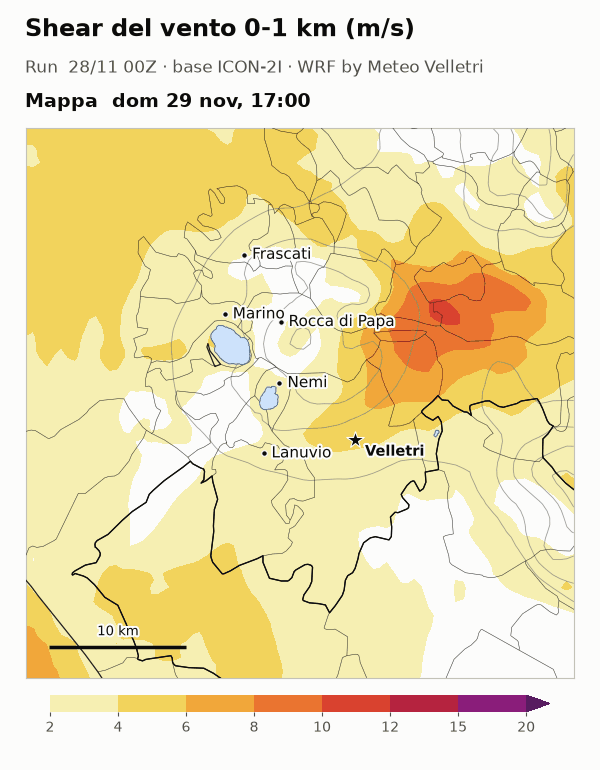 Shear del vento 0-1 km (m/s)
Run  28/11 00Z · base ICON-2I · WRF by Meteo Velletri
Mappa  dom 29 nov, 17:00
Frascati
Marino
Rocca di Papa
Nemi
Velletri
Lanuvio
10 km
2 4 6 8 10 12 15 20